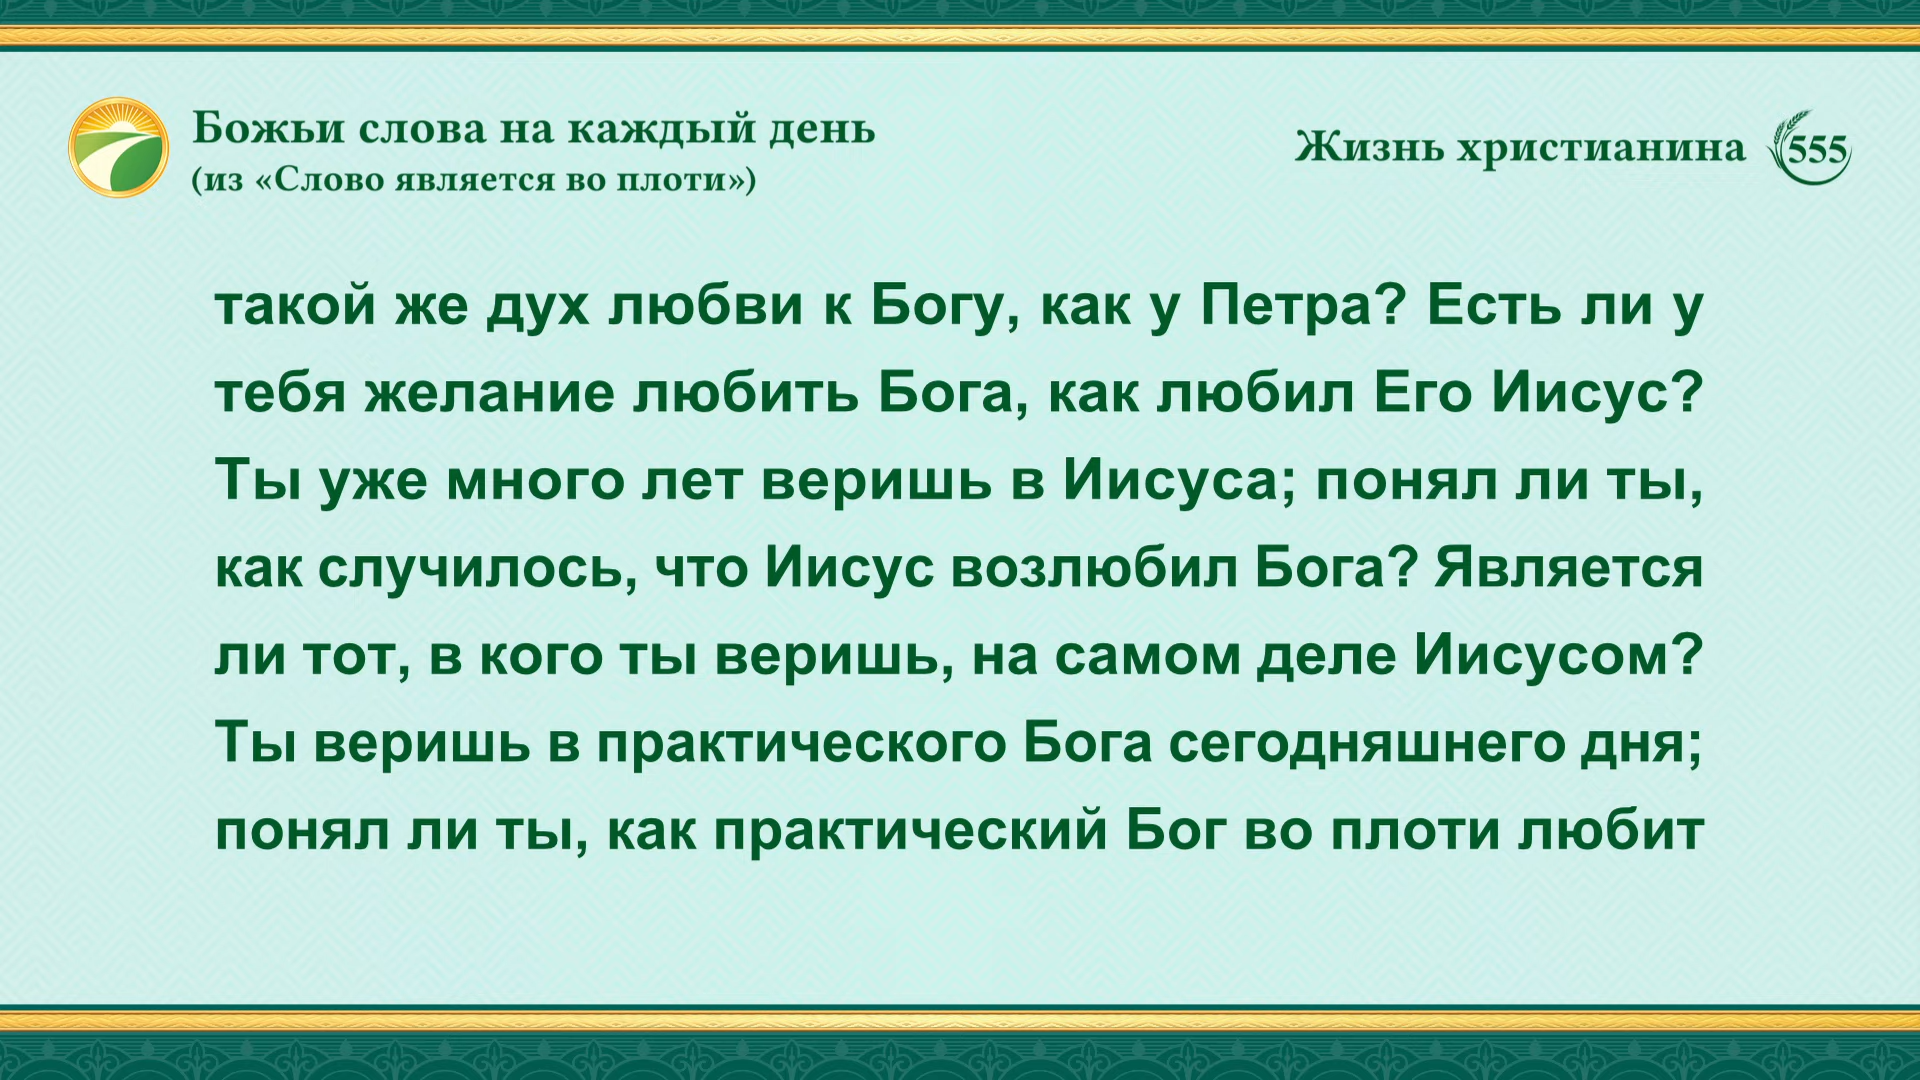 Божьи слова на каждый день
(из «Слово является во плоти»)
Жизнь христианина 555
такой же дух любви к Богу, как у Петра? Есть ли у
тебя желание любить Бога, как любил Его Иисус?
Ты уже много лет веришь в Иисуса; понял ли ты,
как случилось, что Иисус возлюбил Бога? Является
ли тот, в кого ты веришь, на самом деле Иисусом?
Ты веришь в практического Бога сегодняшнего дня;
понял ли ты, как практический Бог во плоти любит